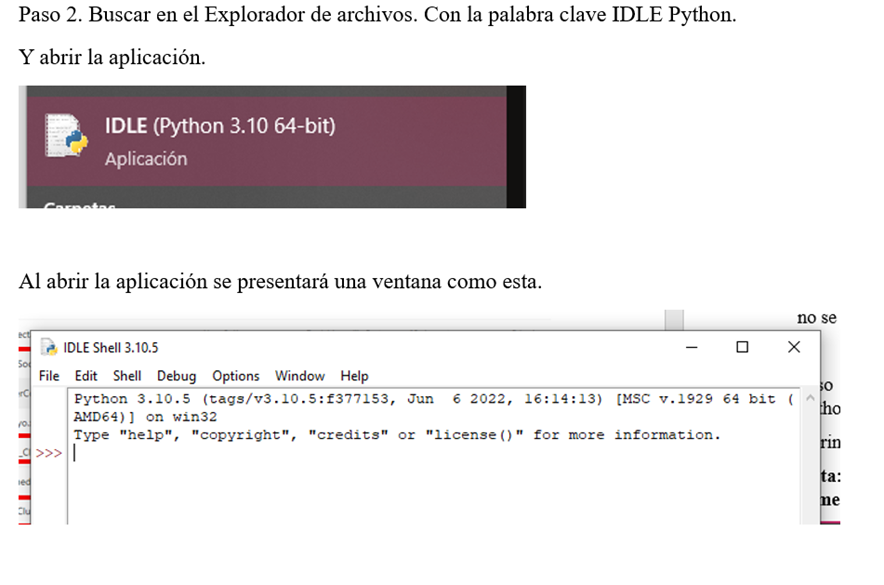 Paso 2. Buscar en el Explorador de archivos. Con la palabra clave IDLE Python.
Y abrir la aplicación.
IDLE (Python 3.10 64-bit)
Aplicación
Carpetas
Al abrir la aplicación se presentará una ventana como esta.
no se
IDLE Shell 3.10.5
File Edit Shell Debug Options Window Help
Python 3.10.5 (tags/v3.10.5:f377153, Jun  6 2022, 16:14:13) [MSC v.1929 64 bit (
AMD64)] on win32
Type "help", "copyright", "credits" or "license()" for more information.
>>>
ta: